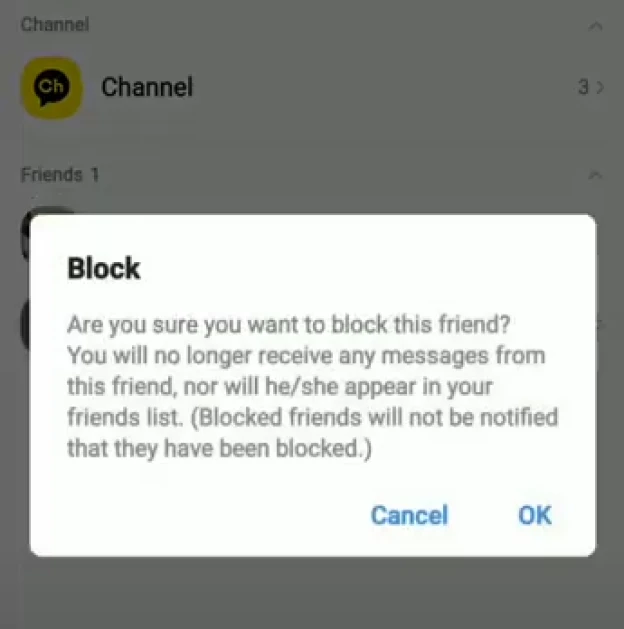 Channel
Ch
Channel
3
Friends 1
Block
Are you sure you want to block this friend?
You will no longer receive any messages from
this friend, nor will he/she appear in your
friends list. (Blocked friends will not be notified
that they have been blocked.)
Cancel OK